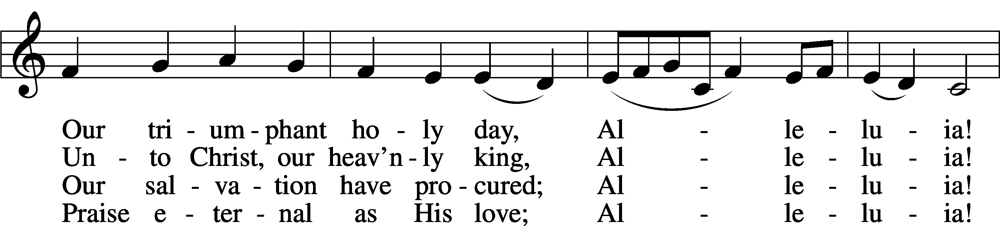 Our tri - um - phant ho - ly day, Al - le - lu - ia!
Un - to Christ, our heav’n - ly king, Al - le - lu - ia!
Our sal - va - tion have pro - cured; Al - le - lu - ia!
Praise e - ter - nal as His love; Al - le - lu - ia!